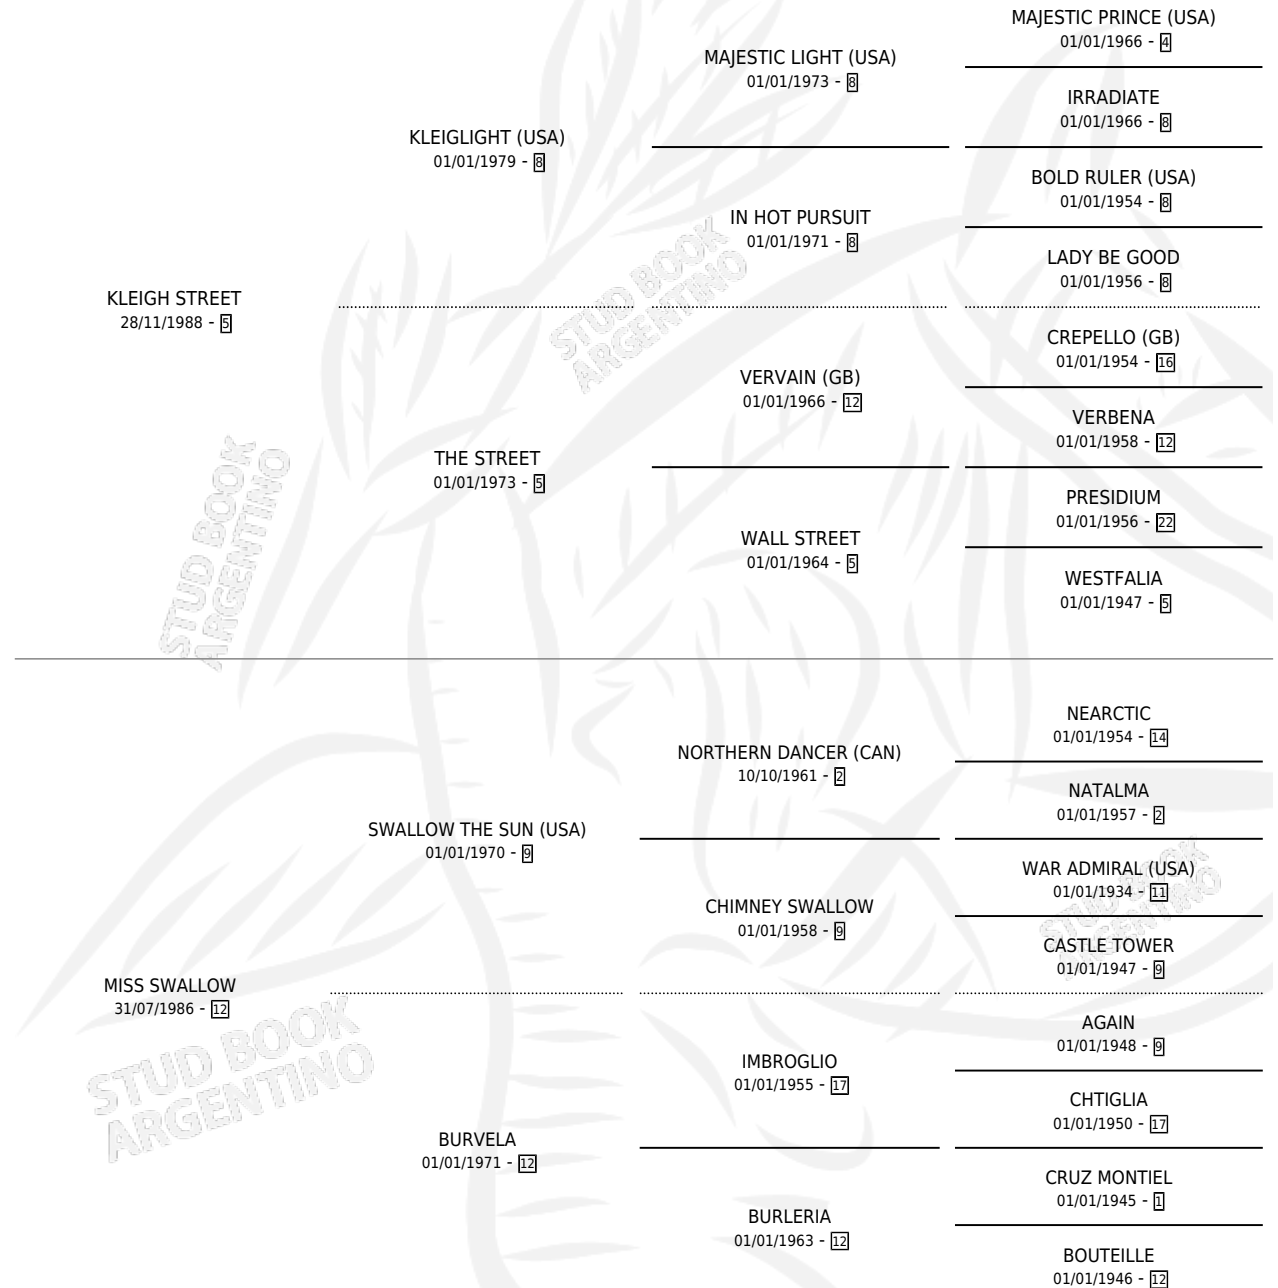 MAJESTIC PRINCE (USA)
01/01/1966 - 4
MAJESTIC LIGHT (USA)
01/01/1973 - 8
IRRADIATE
01/01/1966 - 8
KLEIGLIGHT (USA)
01/01/1979 - 8
BOLD RULER (USA)
01/01/1954 - 8
IN HOT PURSUIT
01/01/1971 - 8
LADY BE GOOD
01/01/1956 - 8
KLEIGH STREET
28/11/1988 - 5
STUD BOOK
ARGENTINO
CREPELLO (GB)
01/01/1954 - 16
VERVAIN (GB)
01/01/1966 - 12
VERBENA
01/01/1958 - 12
THE STREET
01/01/1973 - 5
PRESIDIUM
01/01/1956 - 22
WALL STREET
01/01/1964 - 5
WESTFALIA
01/01/1947 - 5
STUD BOOK
ARGENTINO
NEARCTIC
01/01/1954 - 14
NORTHERN DANCER (CAN)
10/10/1961 - 2
NATALMA
01/01/1957 - 2
SWALLOW THE SUN (USA)
01/01/1970 - 9
WAR ADMIRAL (USA)
01/01/1934 - 11
STUD BOOK
ARGENTINO
CHIMNEY SWALLOW
01/01/1958 - 9
CASTLE TOWER
01/01/1947 - 9
MISS SWALLOW
31/07/1986 - 12
STUD BOOK
ARGENTINO
AGAIN
01/01/1948 - 9
IMBROGLIO
01/01/1955 - 17
CHTIGLIA
01/01/1950 - 17
BURVELA
01/01/1971 - 12
CRUZ MONTIEL
01/01/1945 - 1
BURLERIA
01/01/1963 - 12
BOUTEILLE
01/01/1946 - 12